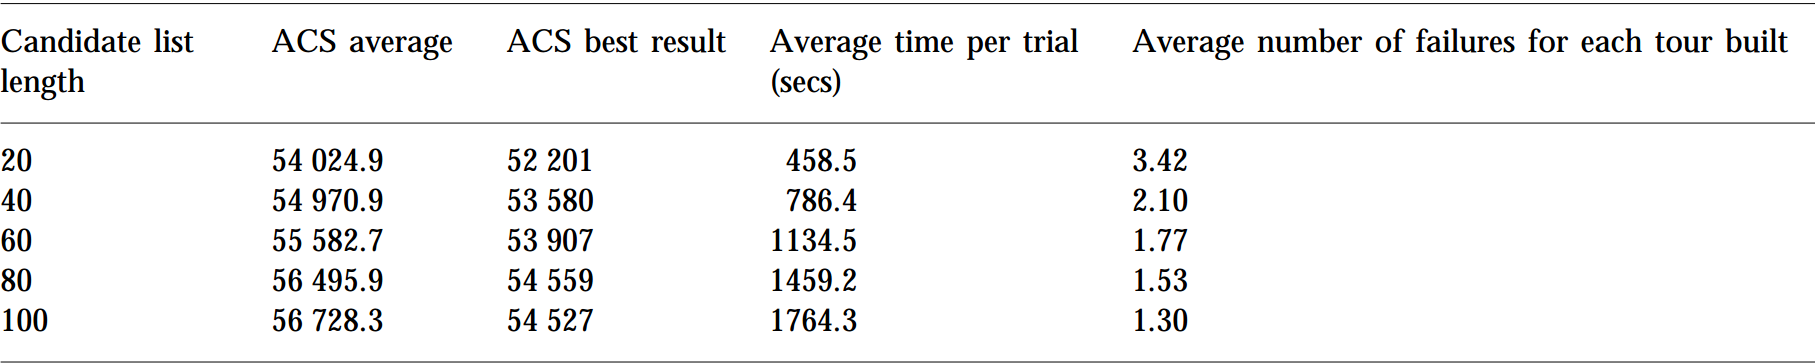 Candidate list ACS average ACS best result Average time per trial Average number of failures for each tour built
length (secs)
20 54 024.9 52 201 458.5 3.42
40 54 970.9 53 580 786.4 2.10
60 55 582.7 53 907 1134.5 1.77
80 56 495.9 54 559 1459.2 1.53
100 56 728.3 54 527 1764.3 1.30